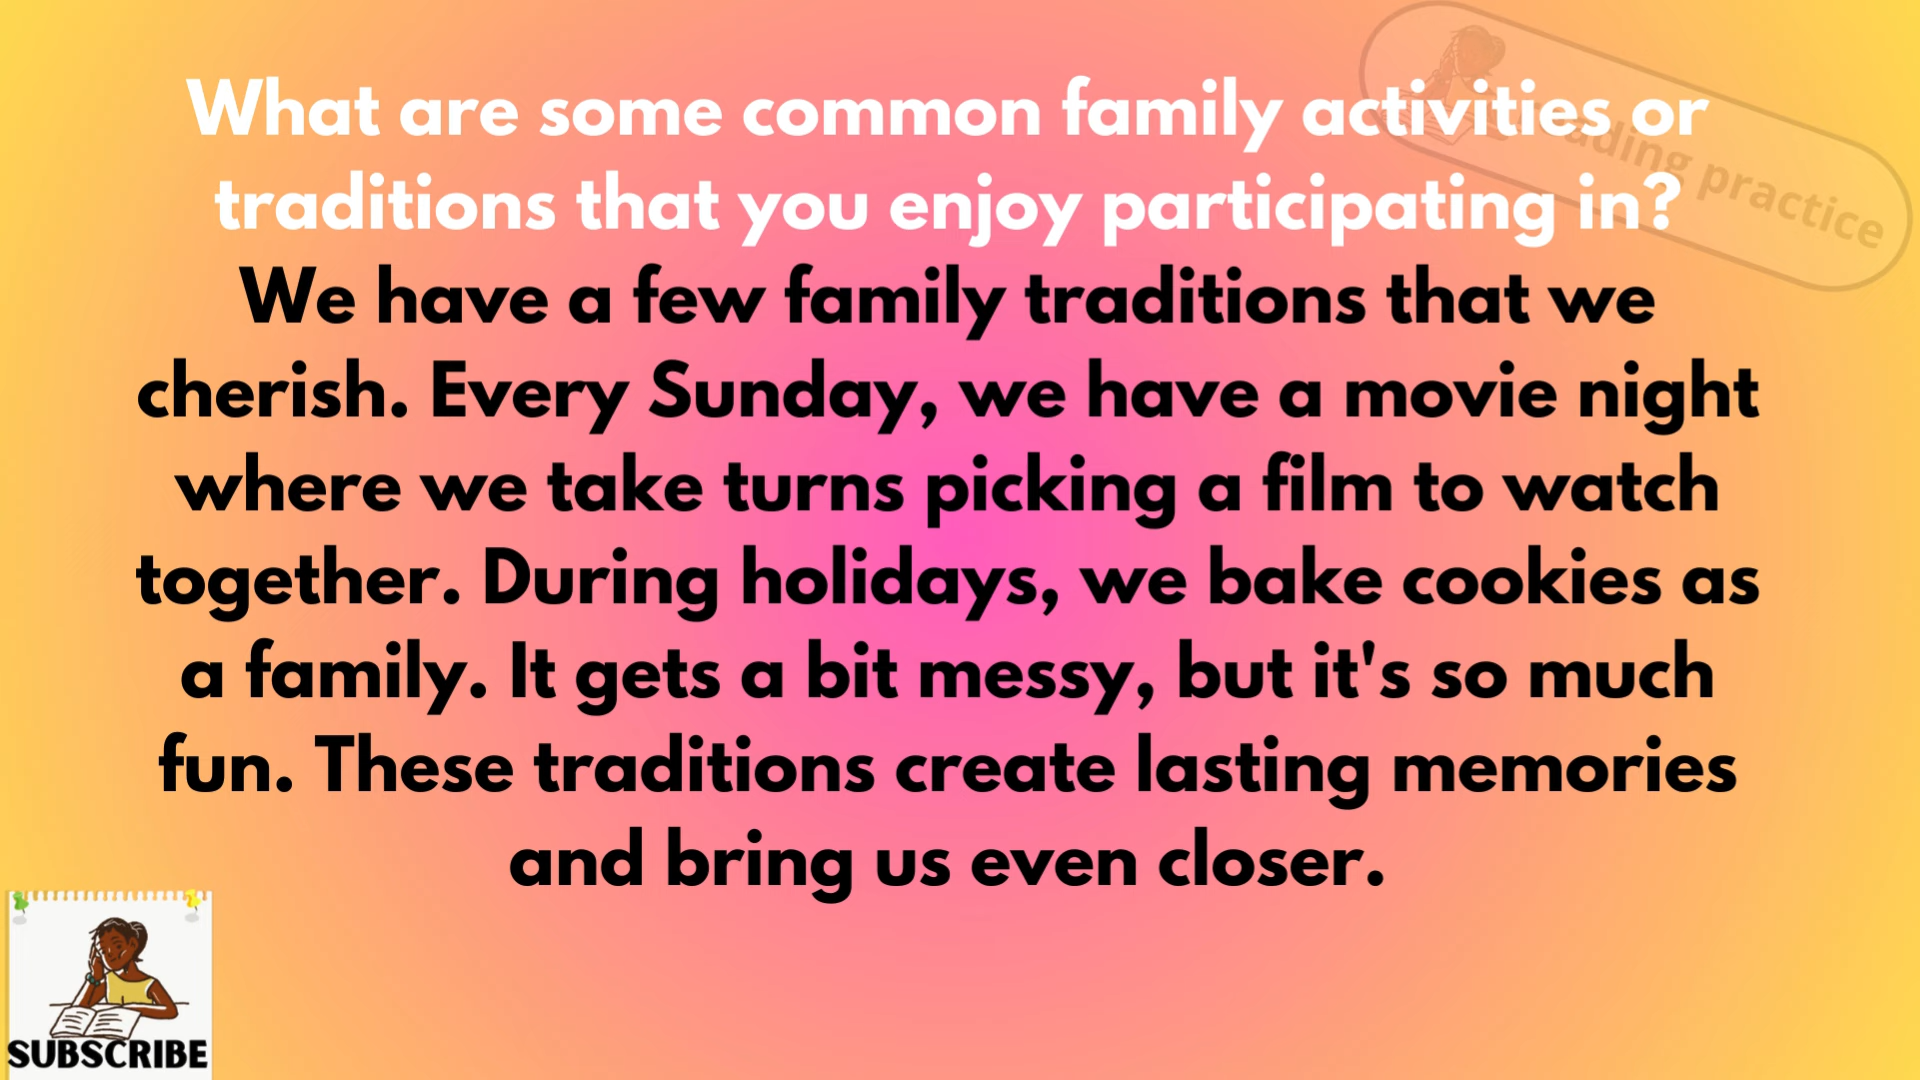 What are some common family activities or
traditions that you enjoy participating in?
We have a few family traditions that we
cherish. Every Sunday, we have a movie night
where we take turns picking a film to watch
together. During holidays, we bake cookies as
a family. It gets a bit messy, but it's so much
fun. These traditions create lasting memories
and bring us even closer.
practice
SUBSCRIBE